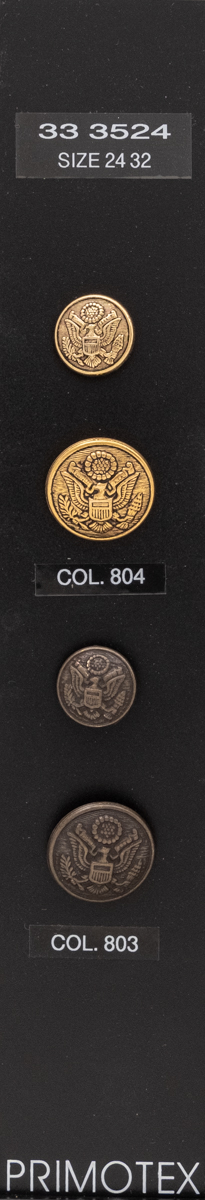 33 3524
SIZE 24 32
COL. 804
COL. 803
PRIMOTEX